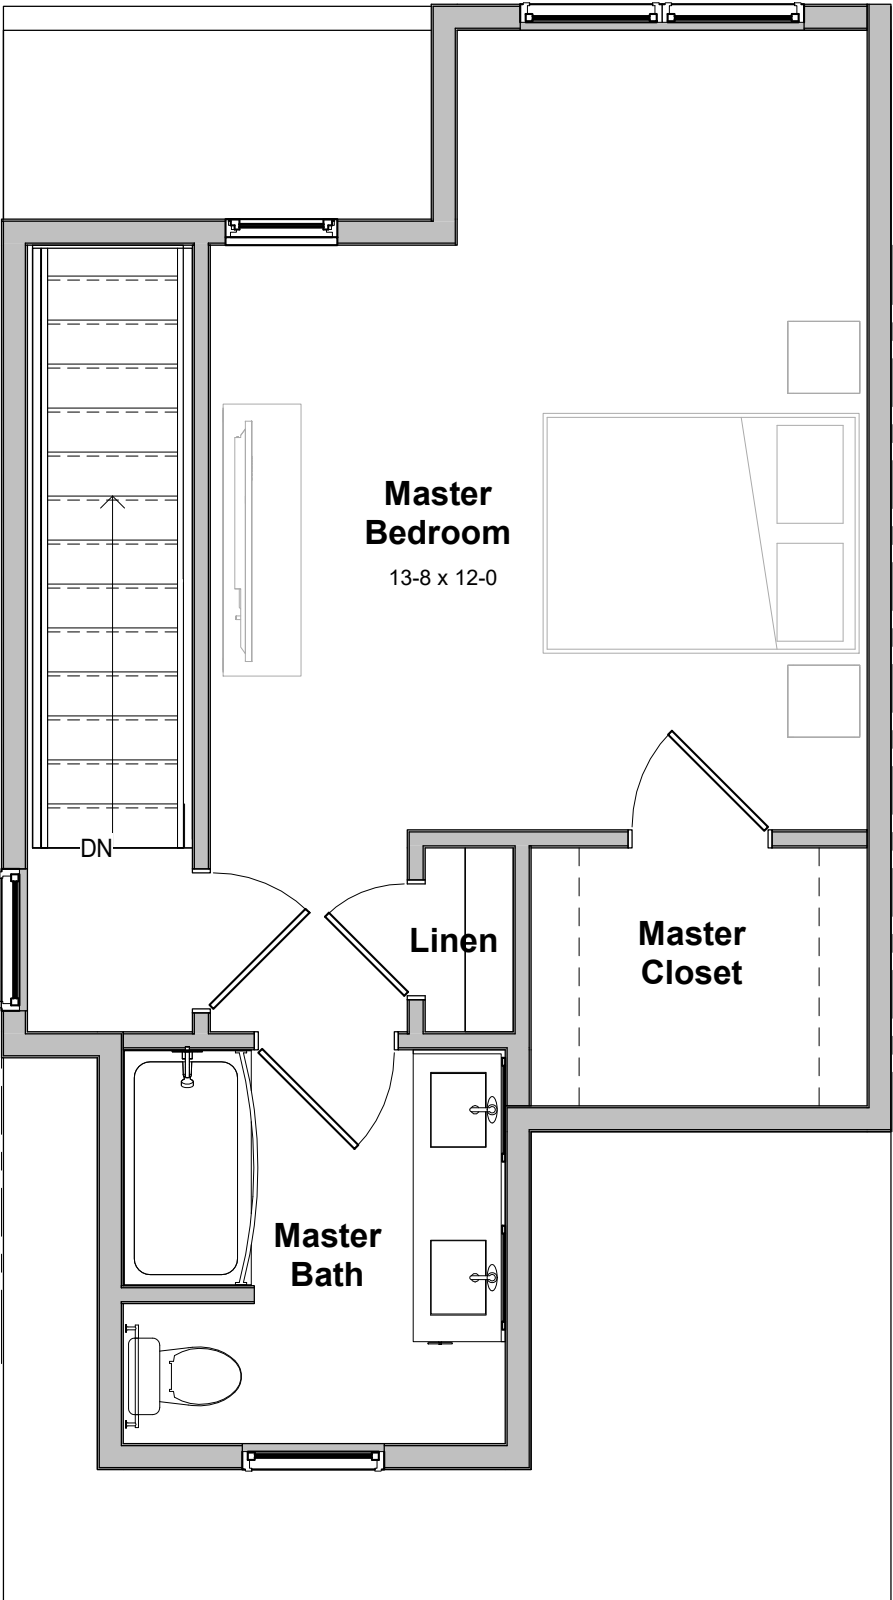 Master
Bedroom
13-8 x 12-0
DN
Linen
Master
Closet
Master
Bath